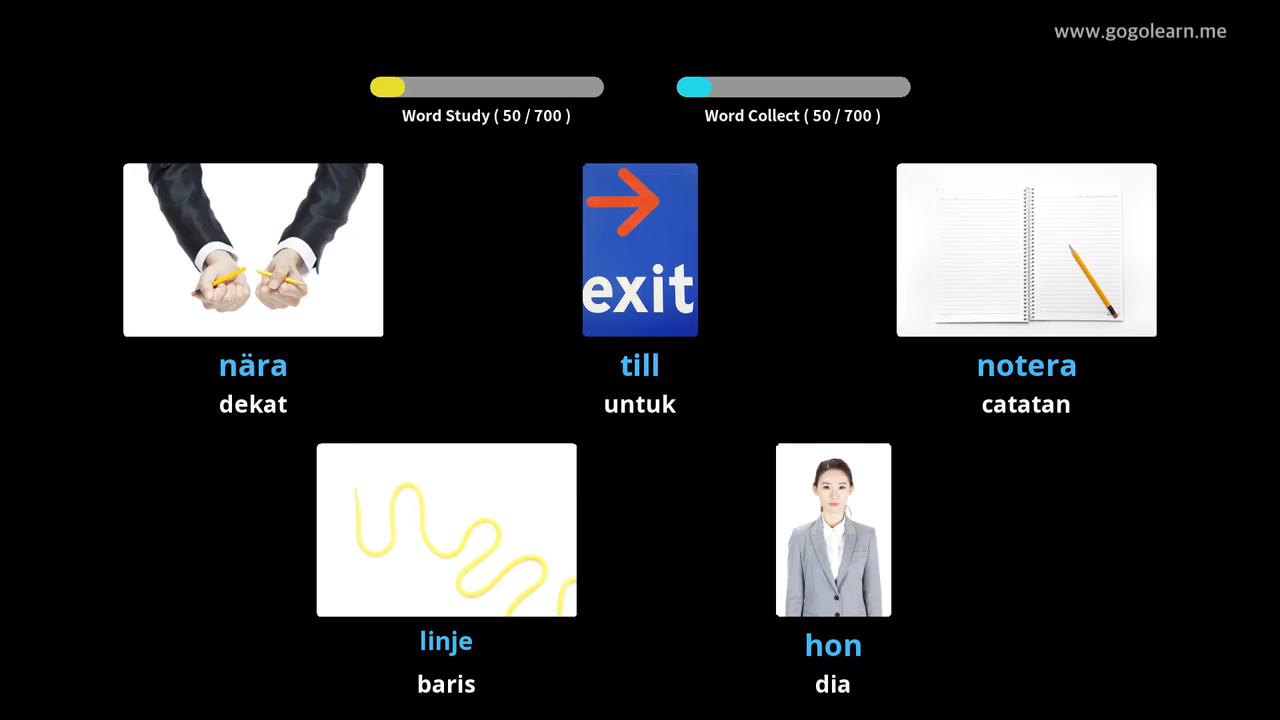 www.gogolearn.me
Word Study ( 50 / 700 )
Word Collect ( 50 / 700 )
exit
nära
dekat
till
untuk
notera
catatan
linje
baris
hon
dia